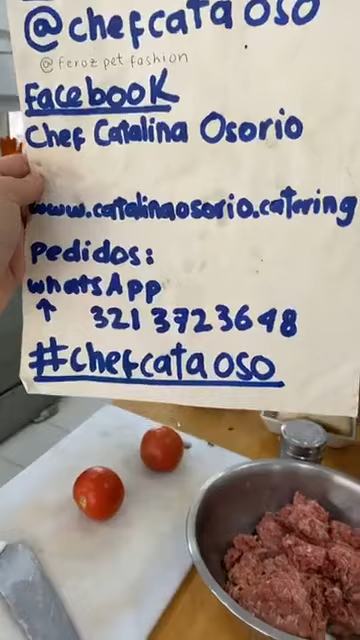 @chefcataoso
@feroz pet fashion
Facebook
Chef Catalina Osorio
www.catalinaosorio.catering
Pedidos:
whatsApp
↑ 321 3723648
#chefcataoso